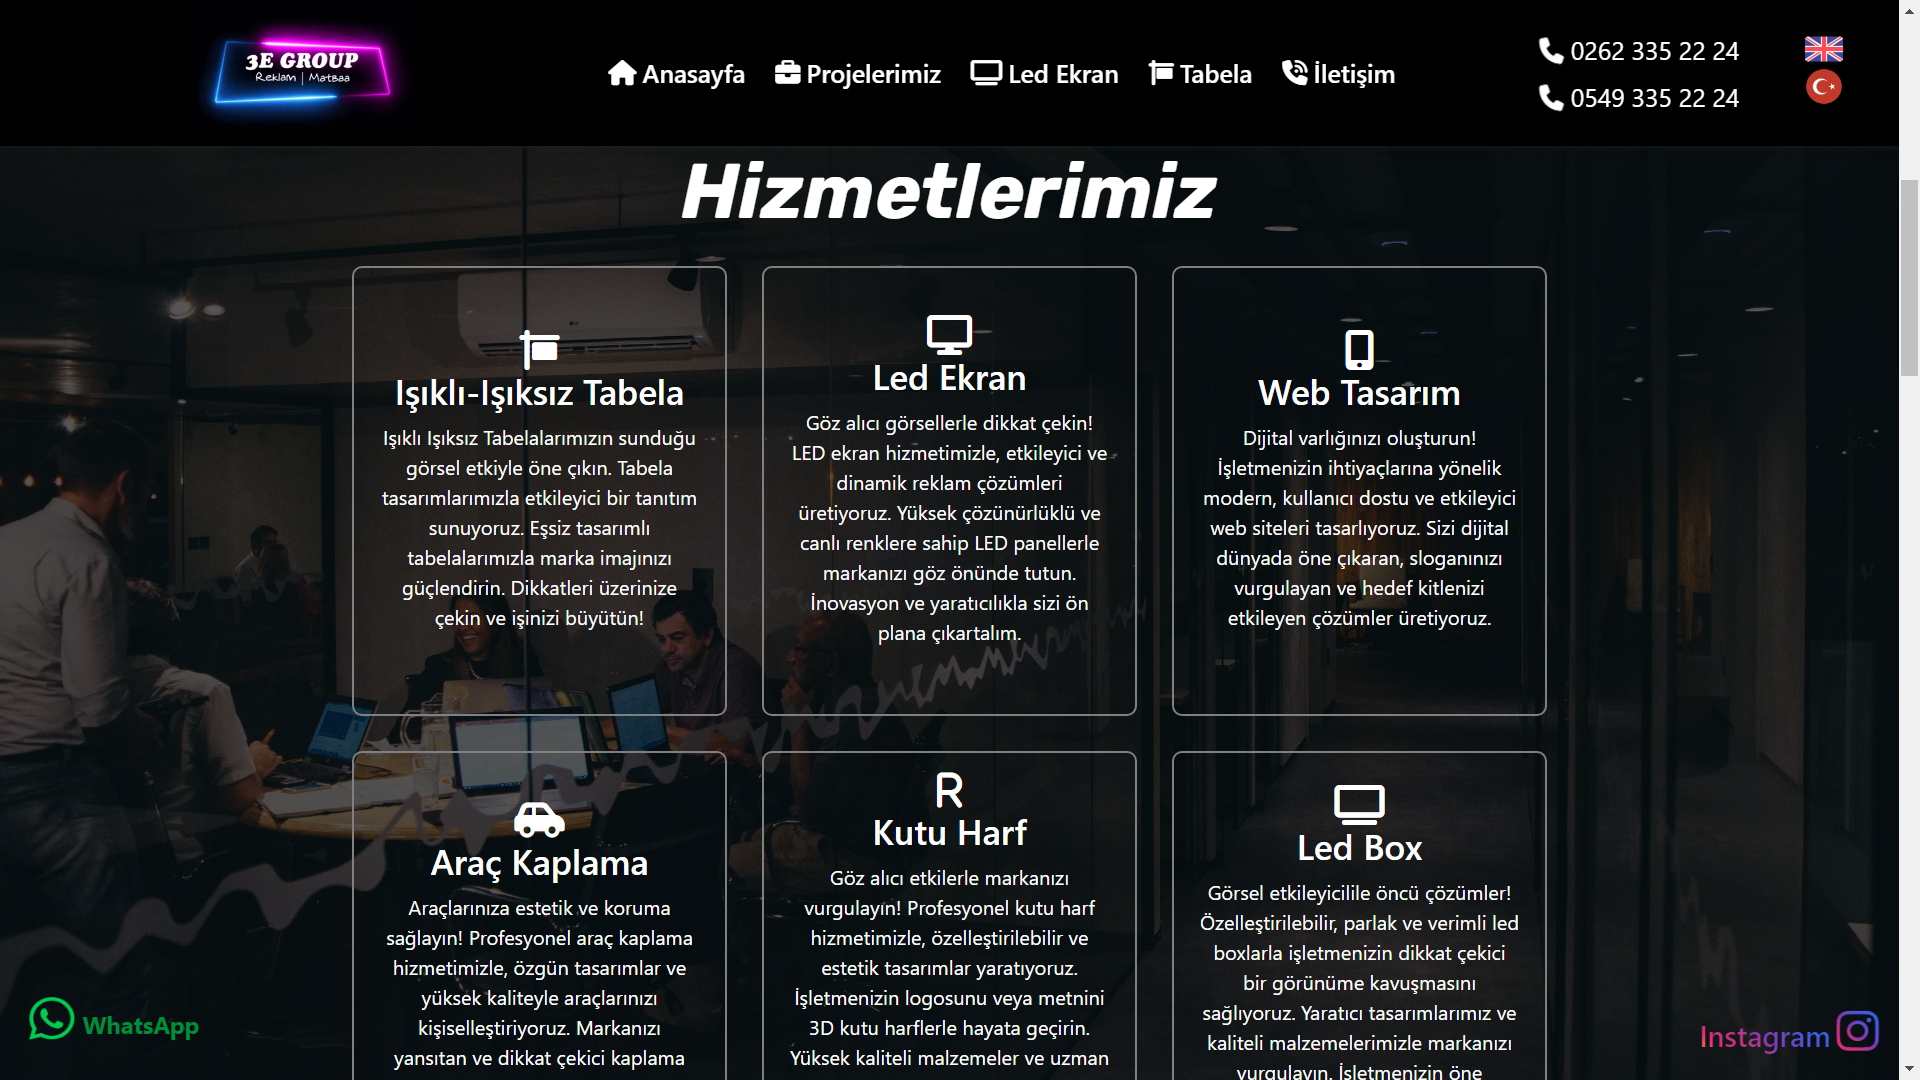 3E GROUP
Reklam | Matbaa
Anasayfa
Projelerimiz
Led Ekran
Tabela
İletişim
0262 335 22 24
0549 335 22 24
Hizmetlerimiz
Işıklı-Işıksız Tabela
Işıklı Işıksız Tabelalarımızın sunduğu
görsel etkiyle öne çıkın. Tabela
tasarımlarımızla etkileyici bir tanıtım
sunuyoruz. Eşsiz tasarımlı
tabelalarımızla marka imajınızı
güçlendirin. Dikkatleri üzerinize
çekin ve işinizi büyütün!
Led Ekran
Göz alıcı görsellerle dikkat çekin!
LED ekran hizmetimizle, etkileyici ve
dinamik reklam çözümleri
üretiyoruz. Yüksek çözünürlüklü ve
canlı renklere sahip LED panellerle
markanızı göz önünde tutun.
İnovasyon ve yaratıcılıkla sizi ön
plana çıkartalım.
Web Tasarım
Dijital varlığınızı oluşturun!
İşletmenizin ihtiyaçlarına yönelik
modern, kullanıcı dostu ve etkileyici
web siteleri tasarlıyoruz. Sizi dijital
dünyada öne çıkaran, sloganınızı
vurgulayan ve hedef kitlenizi
etkileyen çözümler üretiyoruz.
Araç Kaplama
Araçlarınıza estetik ve koruma
sağlayın! Profesyonel araç kaplama
hizmetimizle, özgün tasarımlar ve
yüksek kaliteyle araçlarınızı
kişiselleştiriyoruz. Markanızı
yansıtan ve dikkat çekici kaplama
R
Kutu Harf
Göz alıcı etkilerle markanızı
vurgulayın! Profesyonel kutu harf
hizmetimizle, özelleştirilebilir ve
estetik tasarımlar yaratıyoruz.
İşletmenizin logosunu veya metnini
3D kutu harflerle hayata geçirin.
Yüksek kaliteli malzemeler ve uzman
Led Box
Görsel etkileyicilile öncü çözümler!
Özelleştirilebilir, parlak ve verimli led
boxlarla işletmenizin dikkat çekici
bir görünüme kavuşmasını
sağlıyoruz. Yaratıcı tasarımlarımız ve
kaliteli malzemelerimizle markanızı
vurgulayın. İşletmenizin öne
WhatsApp
Instagram